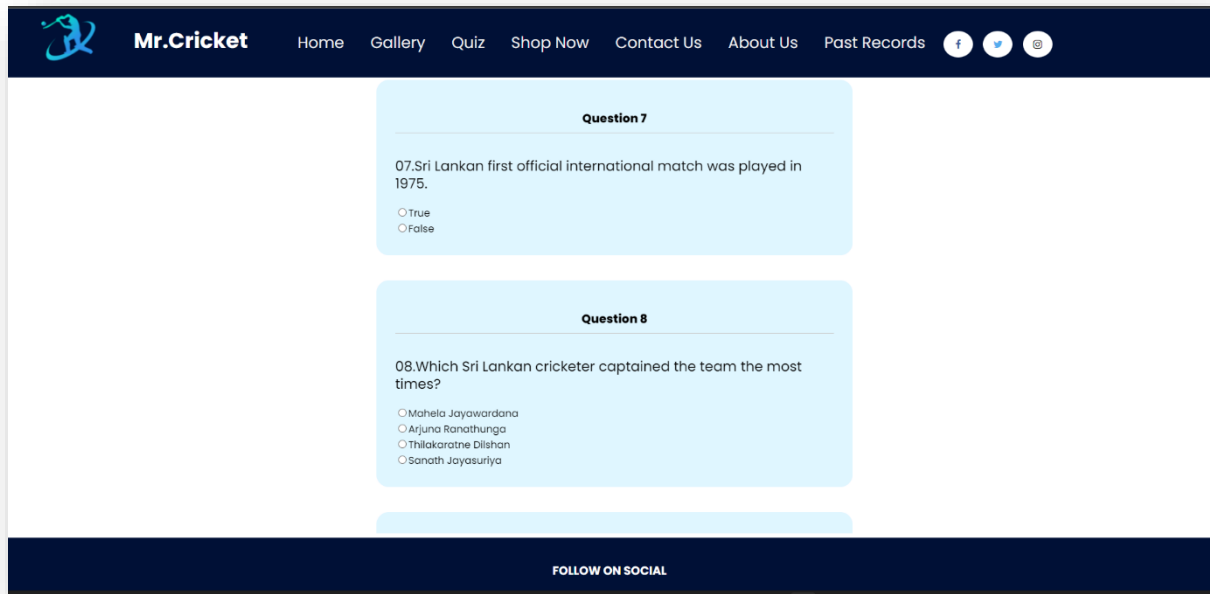 Mr.Cricket Home Gallery Quiz Shop Now Contact Us About Us Past Records
Question 7
07.Sri Lankan first official international match was played in
1975.
True
False
Question 8
08.Which Sri Lankan cricketer captained the team the most
times?
Mahela Jayawardana
Arjuna Ranathunga
Thilakaratne Dilshan
Sanath Jayasuriya
FOLLOW ON SOCIAL